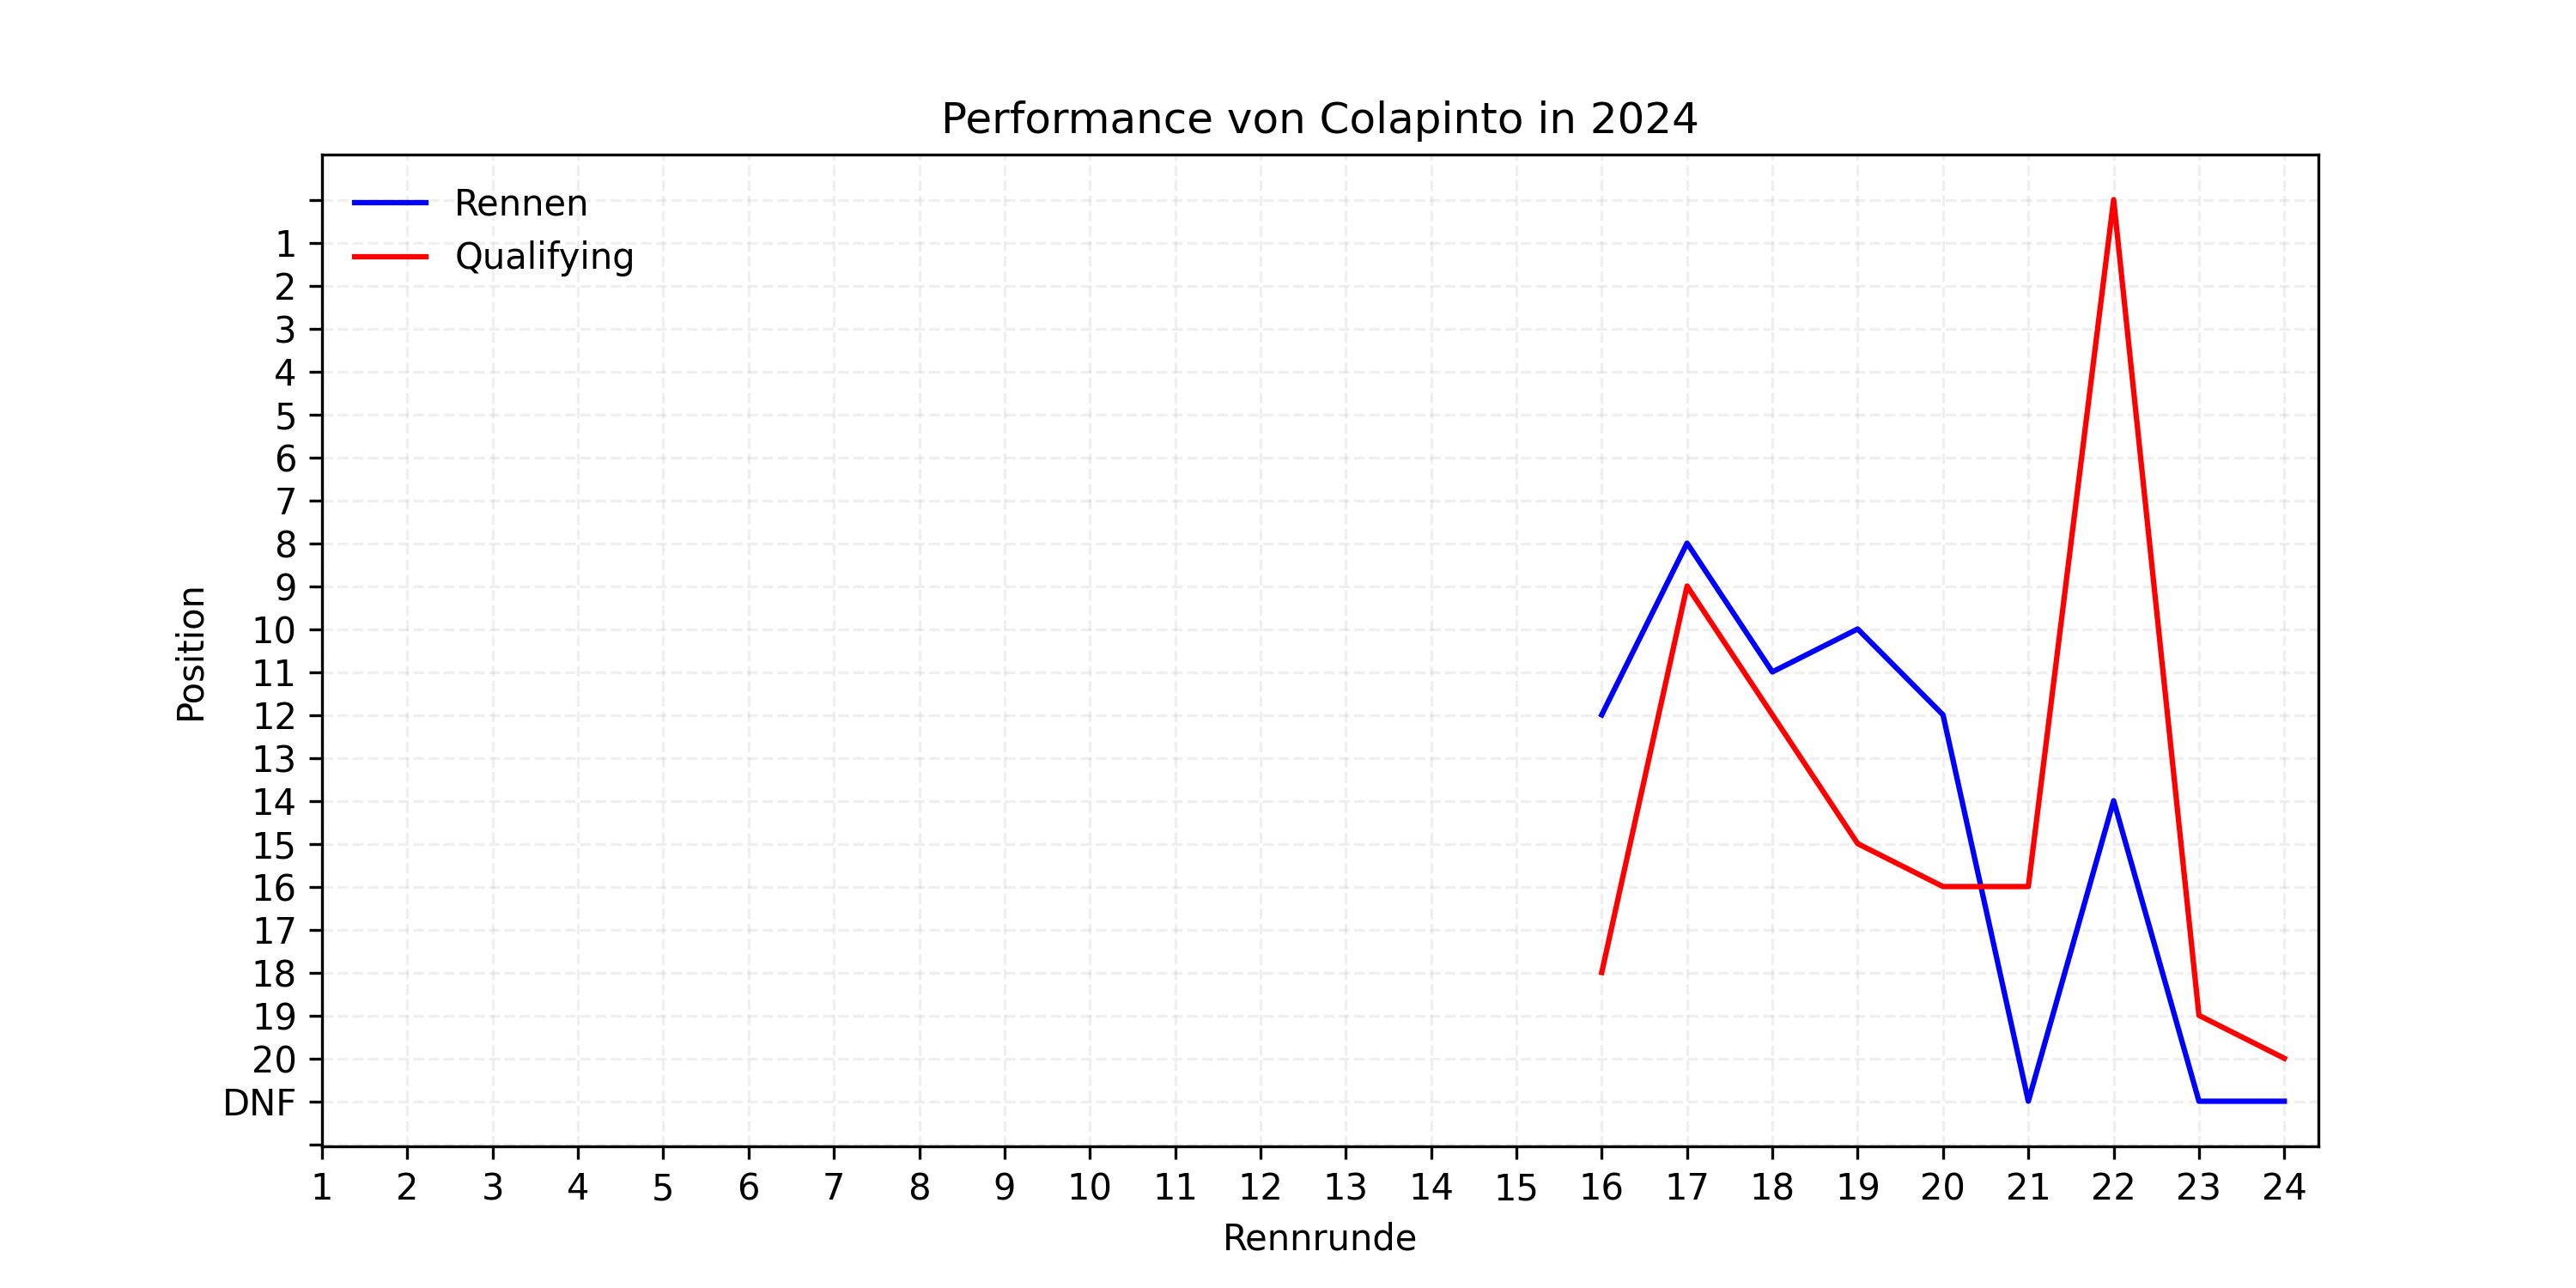 Performance von Colapinto in 2024
Rennen
Qualifying
Position
1
2
3
4
5
6
7
8
9
10
11
12
13
14
15
16
17
18
19
20
DNF
1 2 3 4 5 6 7 8 9 10 11 12 13 14 15 16 17 18 19 20 21 22 23 24
Rennrunde